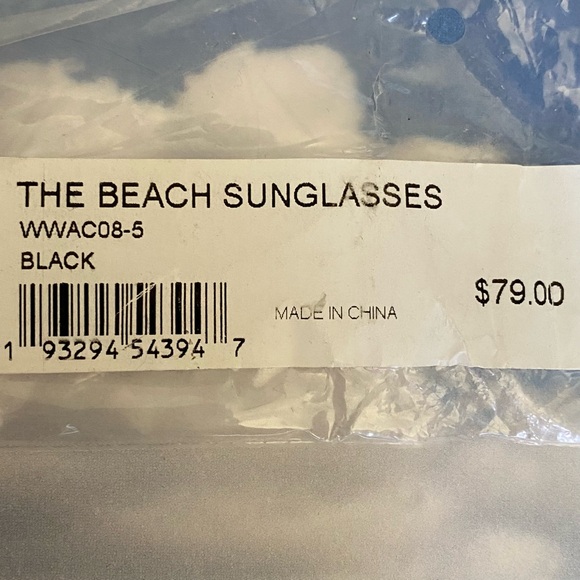 THE BEACH SUNGLASSES
WWAC08-5
BLACK
MADE IN CHINA
$79.00
1 93294 54394 7